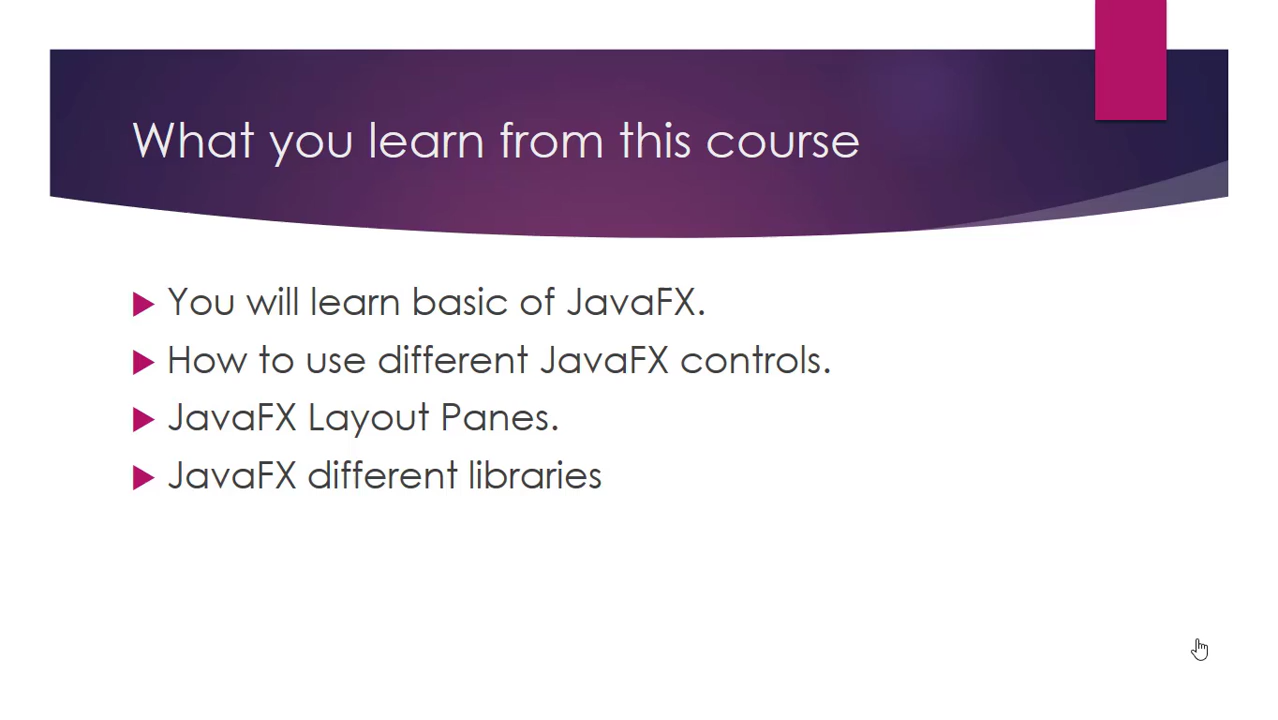 What you learn from this course
You will learn basic of JavaFX.
How to use different JavaFX controls.
JavaFX Layout Panes.
JavaFX different libraries